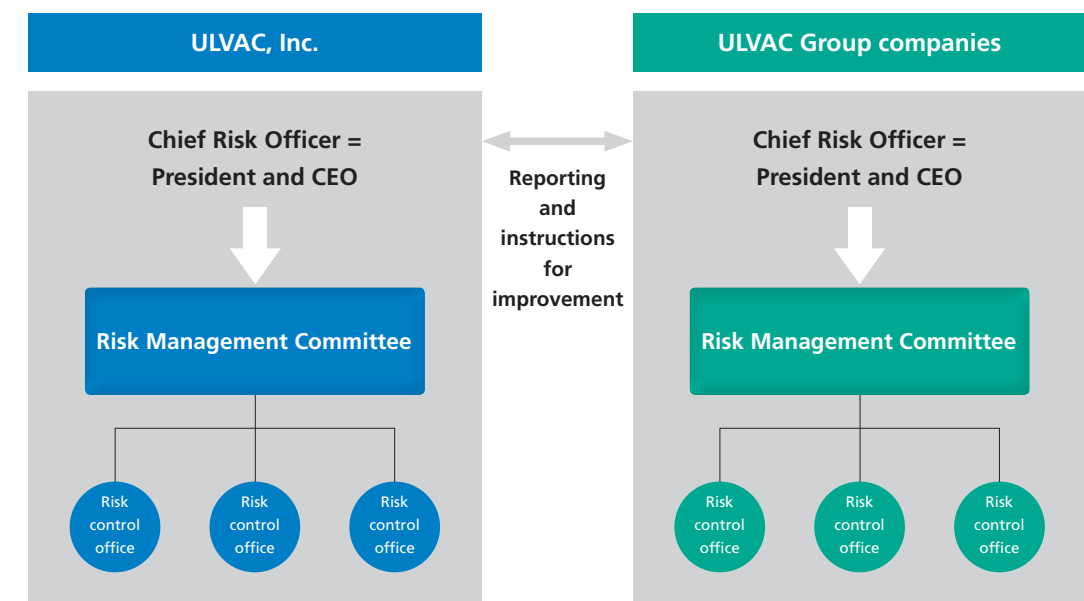 ULVAC, Inc.
Chief Risk Officer =
President and CEO
Risk Management Committee
Risk
control
office
Risk
control
office
Risk
control
office
Reporting
and
instructions
for
improvement
ULVAC Group companies
Chief Risk Officer =
President and CEO
Risk Management Committee
Risk
control
office
Risk
control
office
Risk
control
office